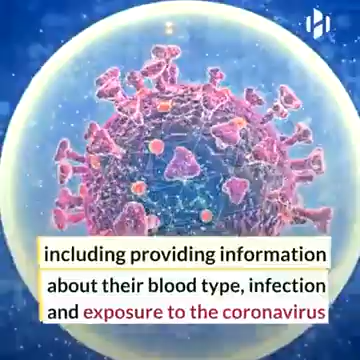 including providing information
about their blood type, infection
and exposure to the coronavirus